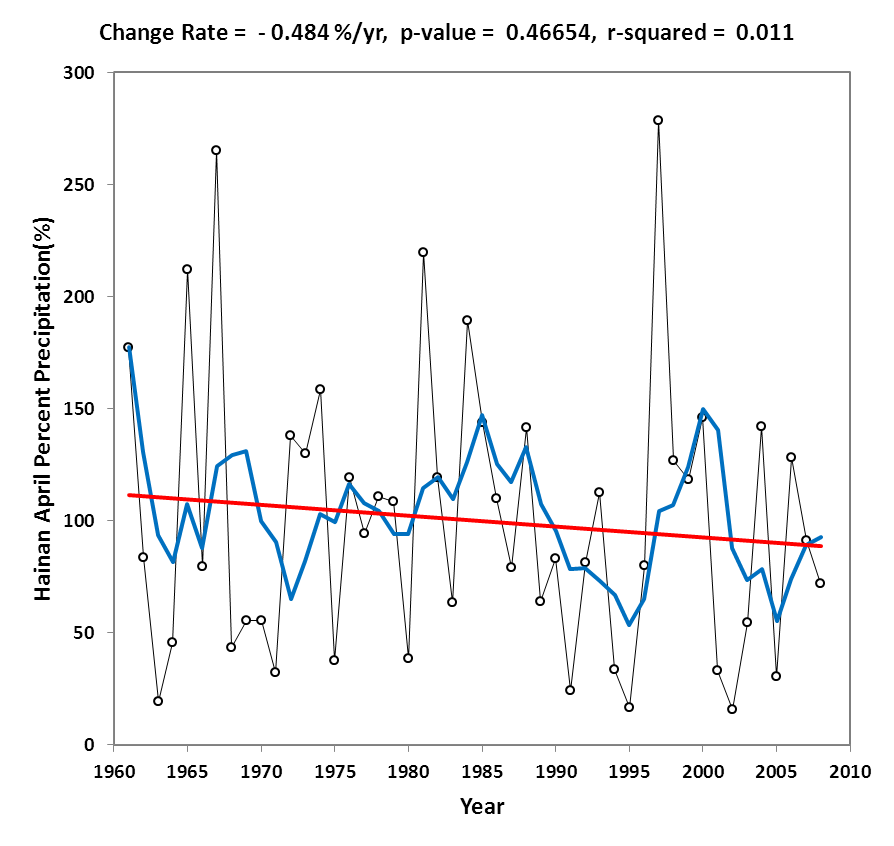 Change Rate =  - 0.484 %/yr,  p-value =  0.46654,  r-squared =  0.011
Hainan April Percent Precipitation(%)
300
250
200
150
100
50
0
1960 1965 1970 1975 1980 1985 1990 1995 2000 2005 2010
Year